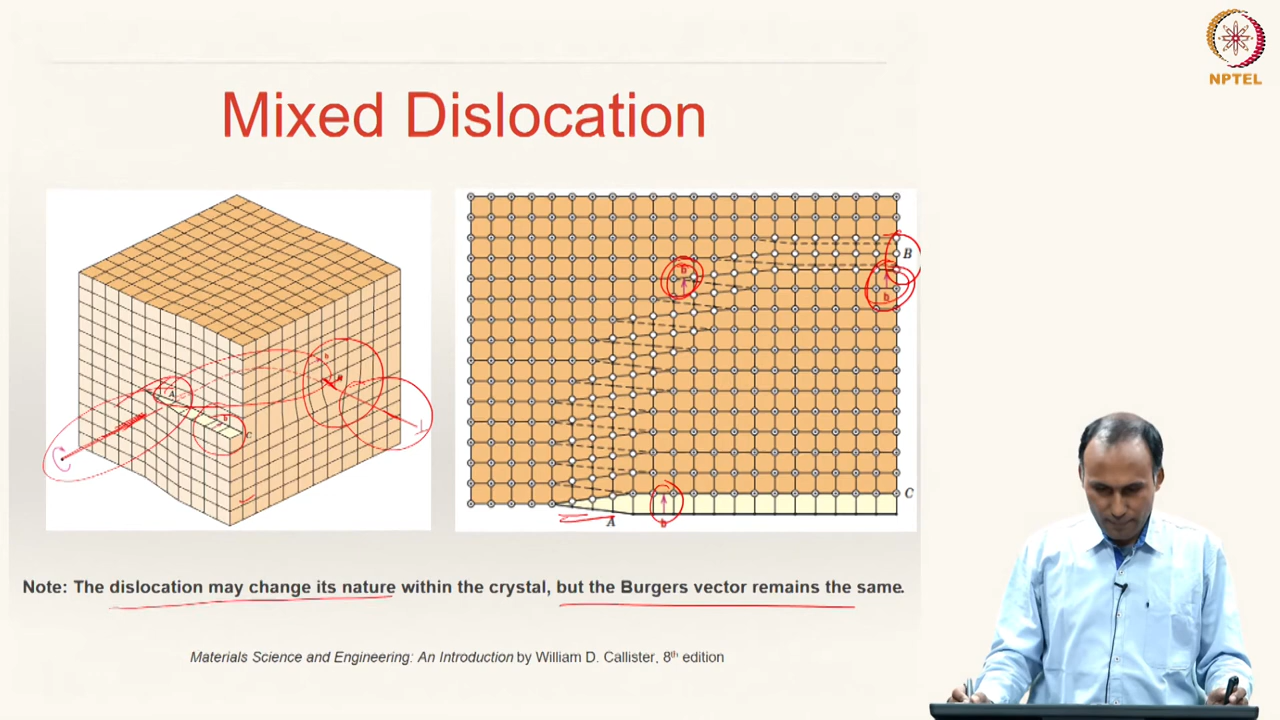 NPTEL
Mixed Dislocation
b
A
b
C
b
B
b
C
A
b
Note: The dislocation may change its nature within the crystal, but the Burgers vector remains the same.
Materials Science and Engineering: An Introduction by William D. Callister, 8th edition